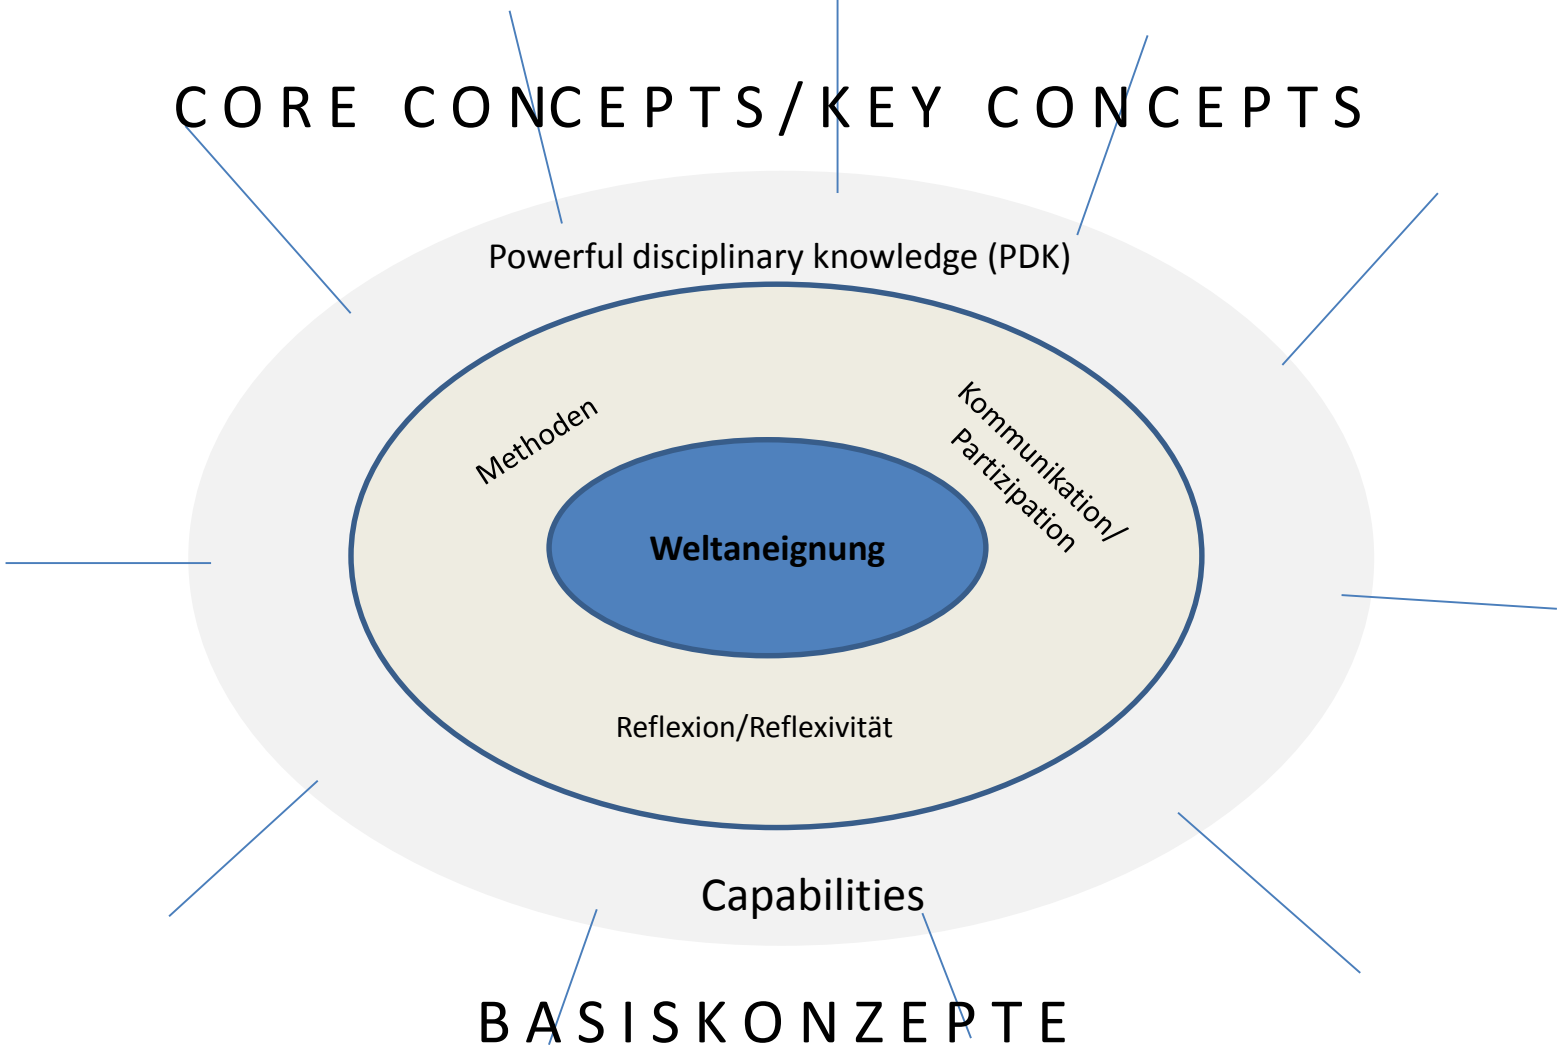 CORE CONCEPTS/KEY CONCEPTS
Powerful disciplinary knowledge (PDK)
Methoden
Kommunikation/
Partizipation
Weltaneignung
Reflexion/Reflexivität
Capabilities
BASISKONZEPTE